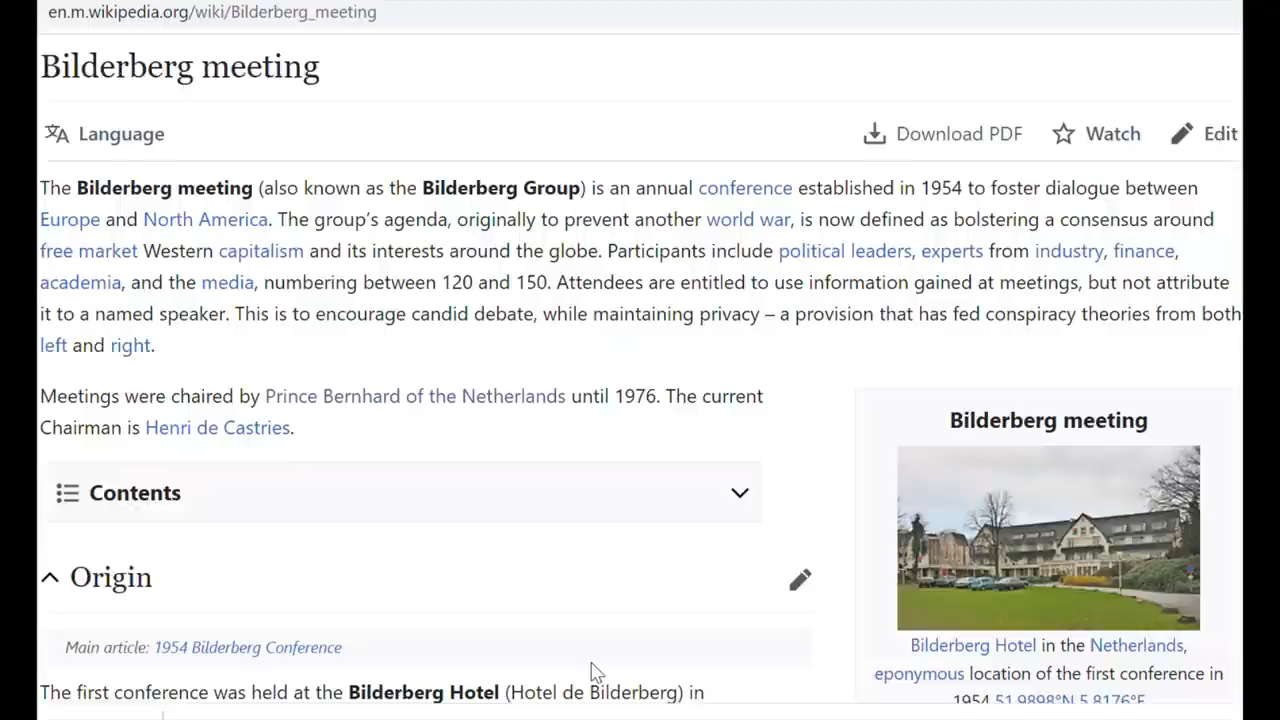 en.m.wikipedia.org/wiki/Bilderberg_meeting
Bilderberg meeting
Language
Download PDF
Watch
Edit
The Bilderberg meeting (also known as the Bilderberg Group) is an annual conference established in 1954 to foster dialogue between
Europe and North America. The group's agenda, originally to prevent another world war, is now defined as bolstering a consensus around
free market Western capitalism and its interests around the globe. Participants include political leaders, experts from industry, finance,
academia, and the media, numbering between 120 and 150. Attendees are entitled to use information gained at meetings, but not attribute
it to a named speaker. This is to encourage candid debate, while maintaining privacy – a provision that has fed conspiracy theories from both
left and right.
Meetings were chaired by Prince Bernhard of the Netherlands until 1976. The current
Chairman is Henri de Castries.
Contents
Origin
Main article: 1954 Bilderberg Conference
The first conference was held at the Bilderberg Hotel (Hotel de Bilderberg) in
Bilderberg meeting
Bilderberg Hotel in the Netherlands,
eponymous location of the first conference in
1954 51.9898°N 5.8176°E